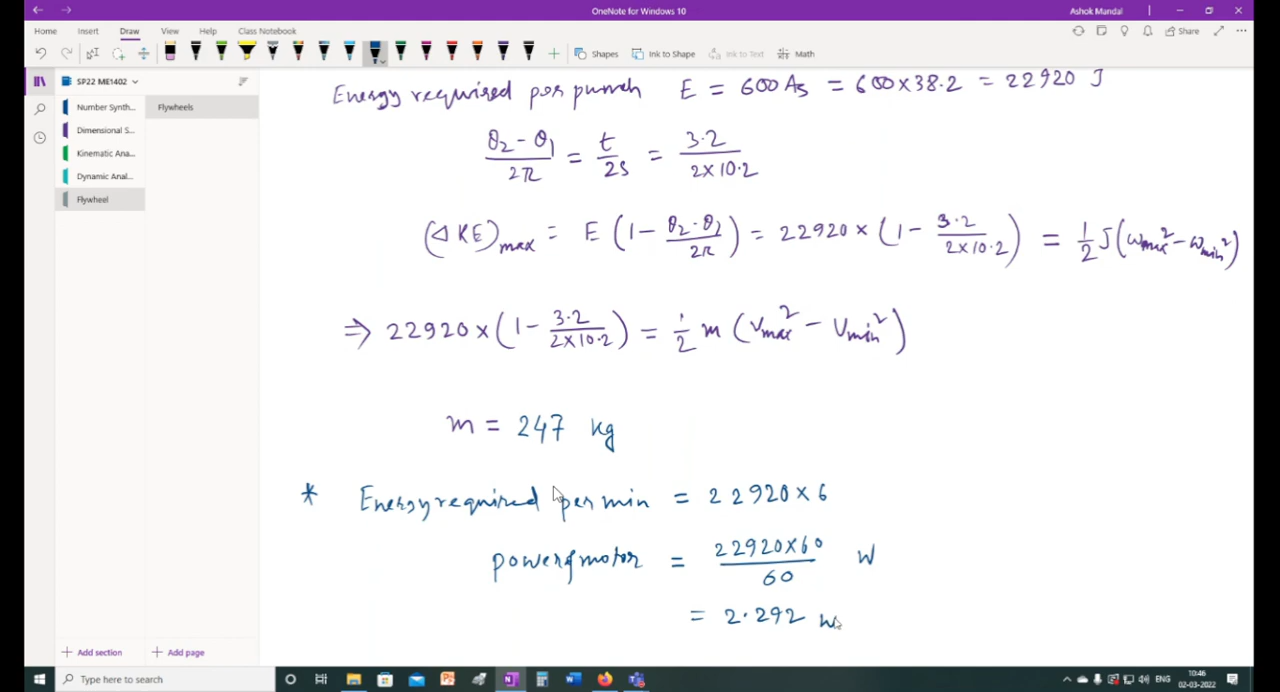 OneNote for Windows 10
Ashok Mandal
Home Insert Draw View Help Class Notebook
Share
Shapes Ink to Shape Ink to Text Math
SP22 ME1402
Number Synth...
Dimensional S...
Kinematic Ana...
Dynamic Anal...
Flywheel
Flywheels
Energy required per punch E = 600 As = 600 × 38.2 = 22920 J
θ2 - θ1 / 2π = t / 2s = 3.2 / 2×10.2
(Δ KE)max = E (1 - θ2 - θ1 / 2π) = 22920 × (1 - 3.2 / 2×10.2) = 1/2 J (ωmax² - ωmin²)
⇒ 22920 × (1 - 3.2 / 2×10.2) = 1/2 m (Vmax² - Vmin²)
m = 247 kg
* Energy required per min = 22920 × 6
power of motor = 22920×60 / 60 W
= 2.292 w
+ Add section + Add page
Type here to search
ENG
10:46
02-03-2022